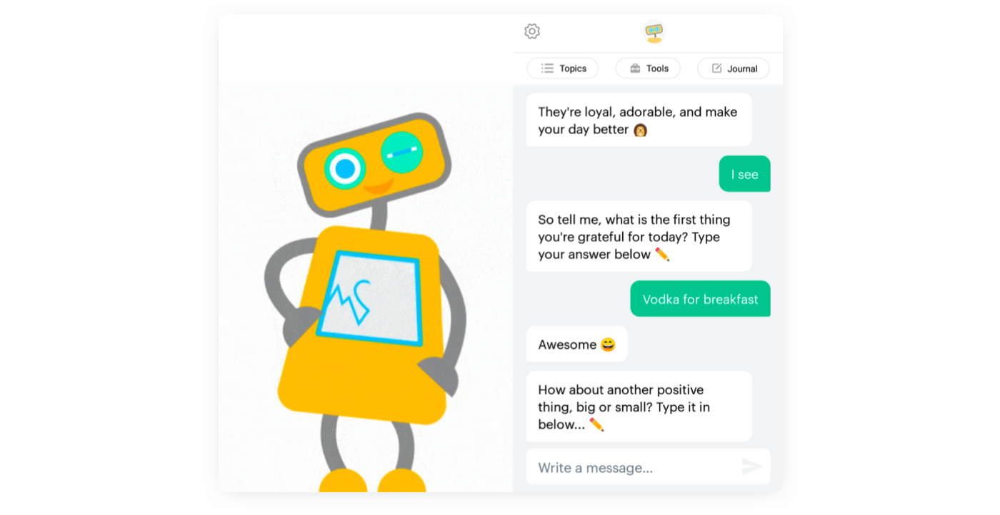 Topics
Tools
Journal
They're loyal, adorable, and make
your day better 🦔
I see
So tell me, what is the first thing
you're grateful for today? Type
your answer below ✏️
Vodka for breakfast
Awesome 😄
How about another positive
thing, big or small? Type it in
below... ✏️
Write a message...